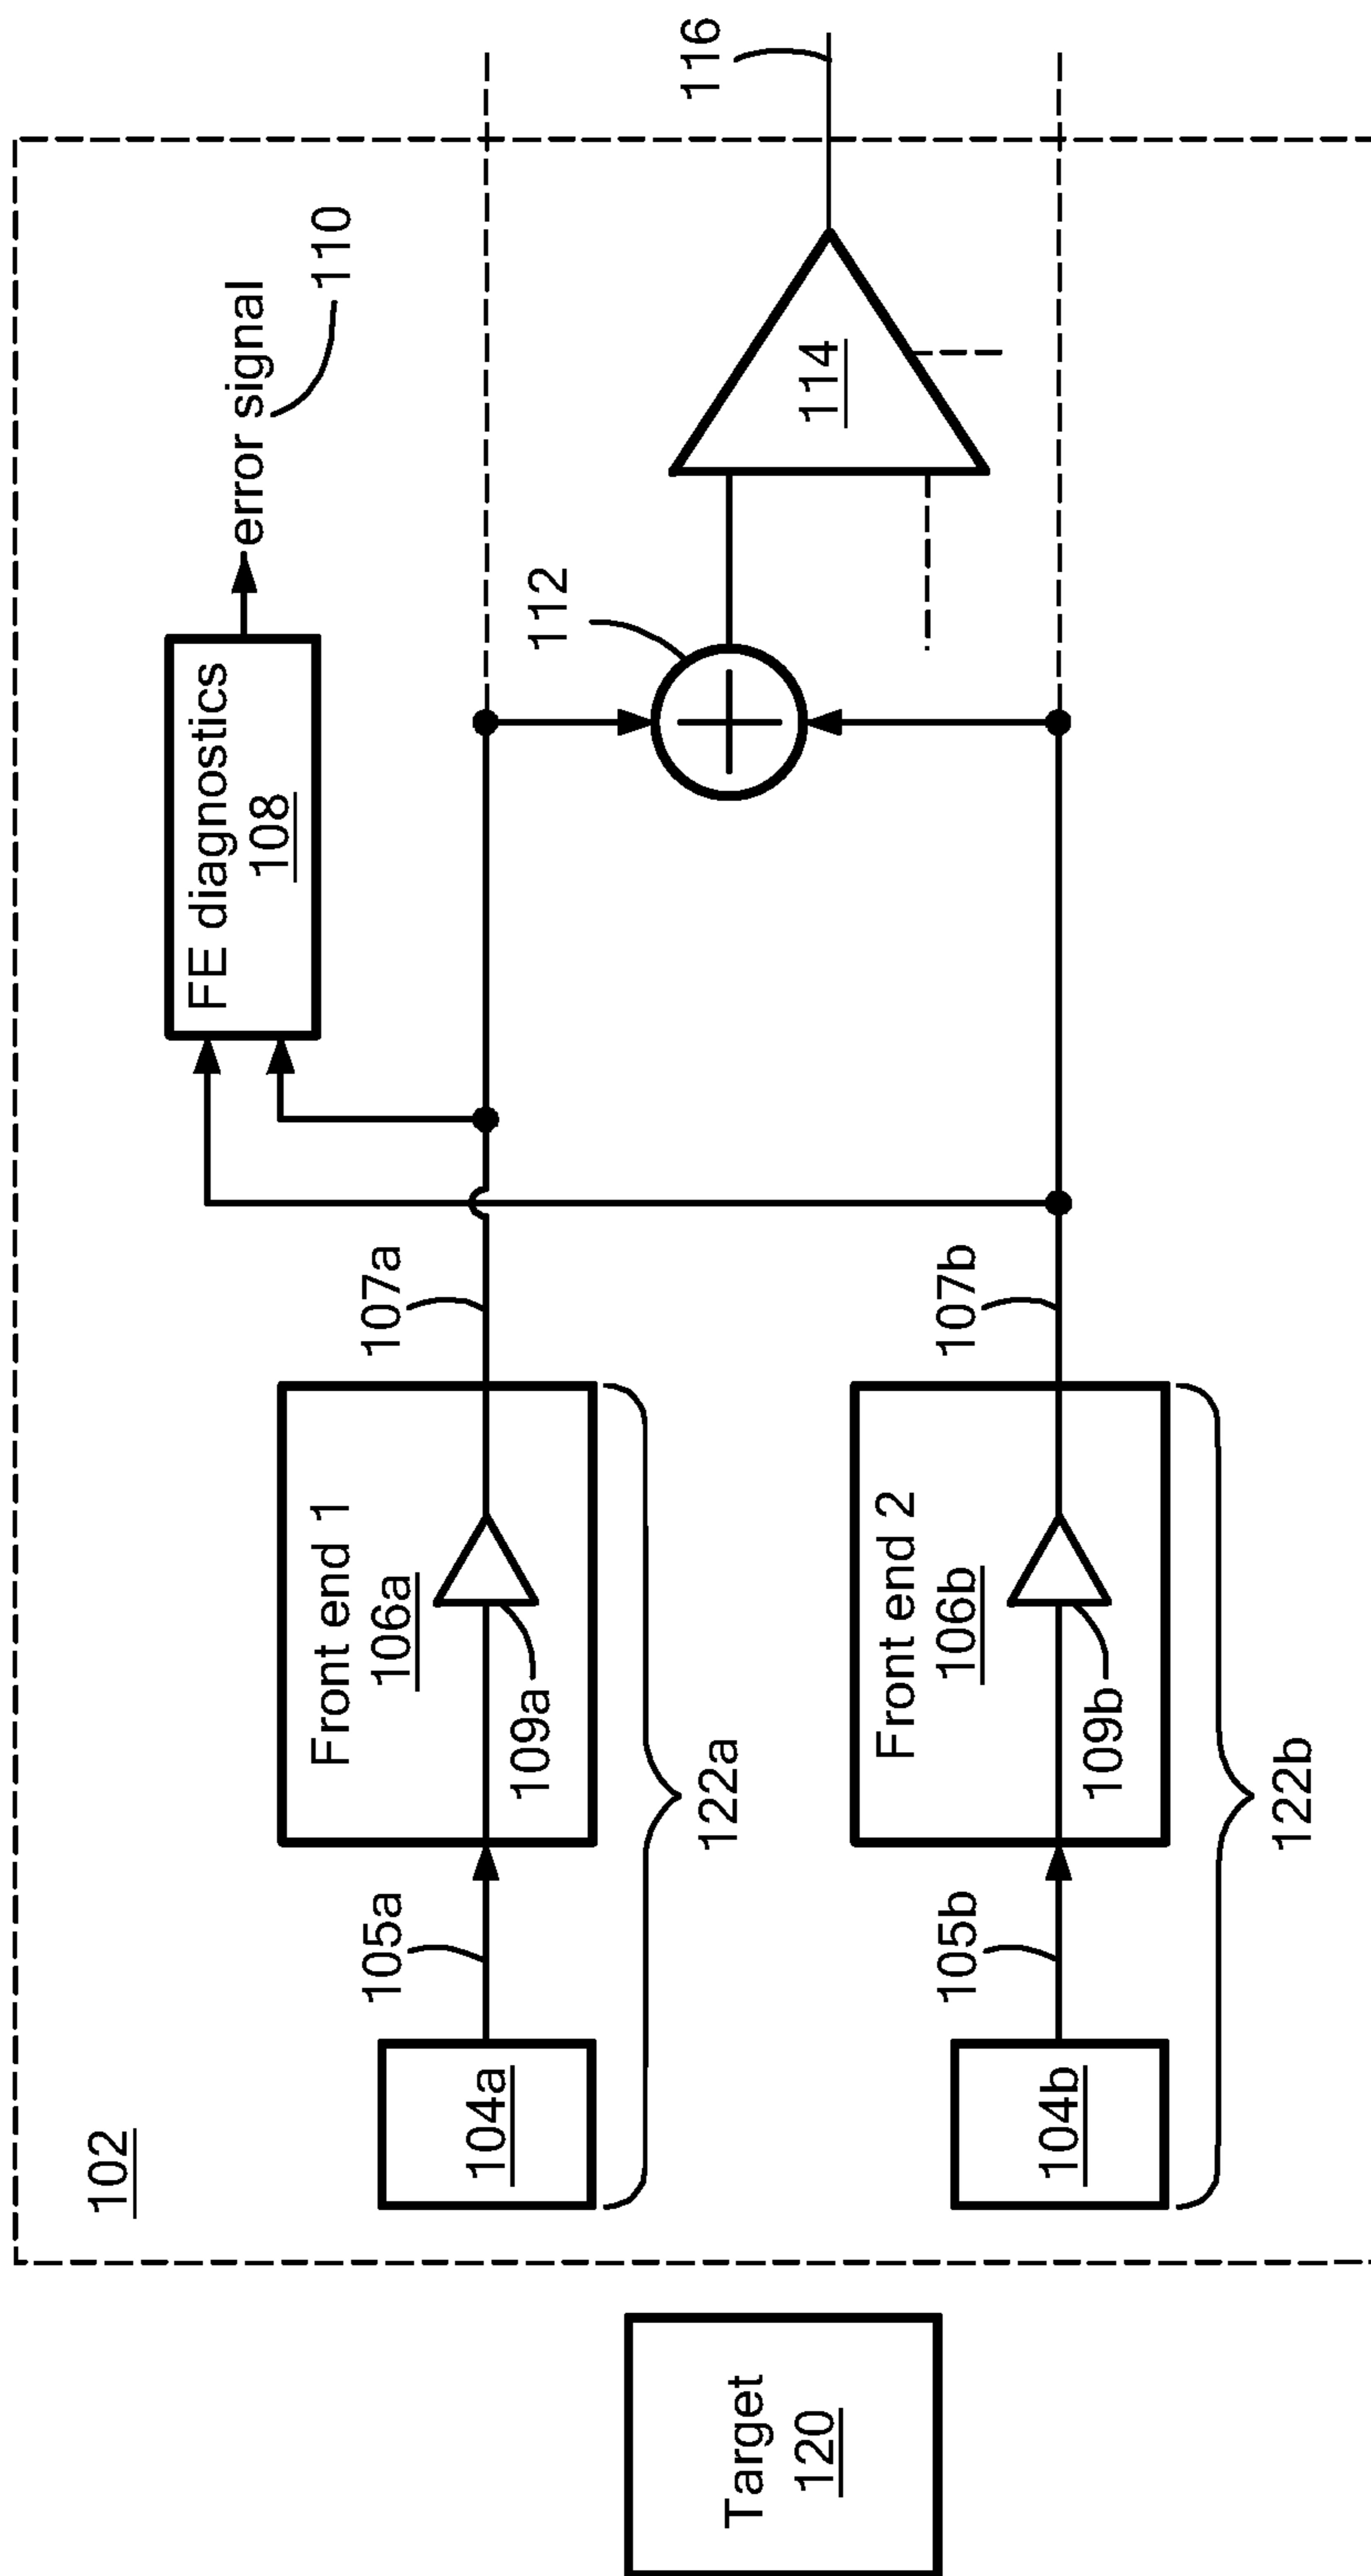 102
Target
120
104a
105a
Front end 1
106a
109a
107a
122a
104b
105b
Front end 2
106b
109b
107b
122b
FE diagnostics
108
error signal
110
112
114
116